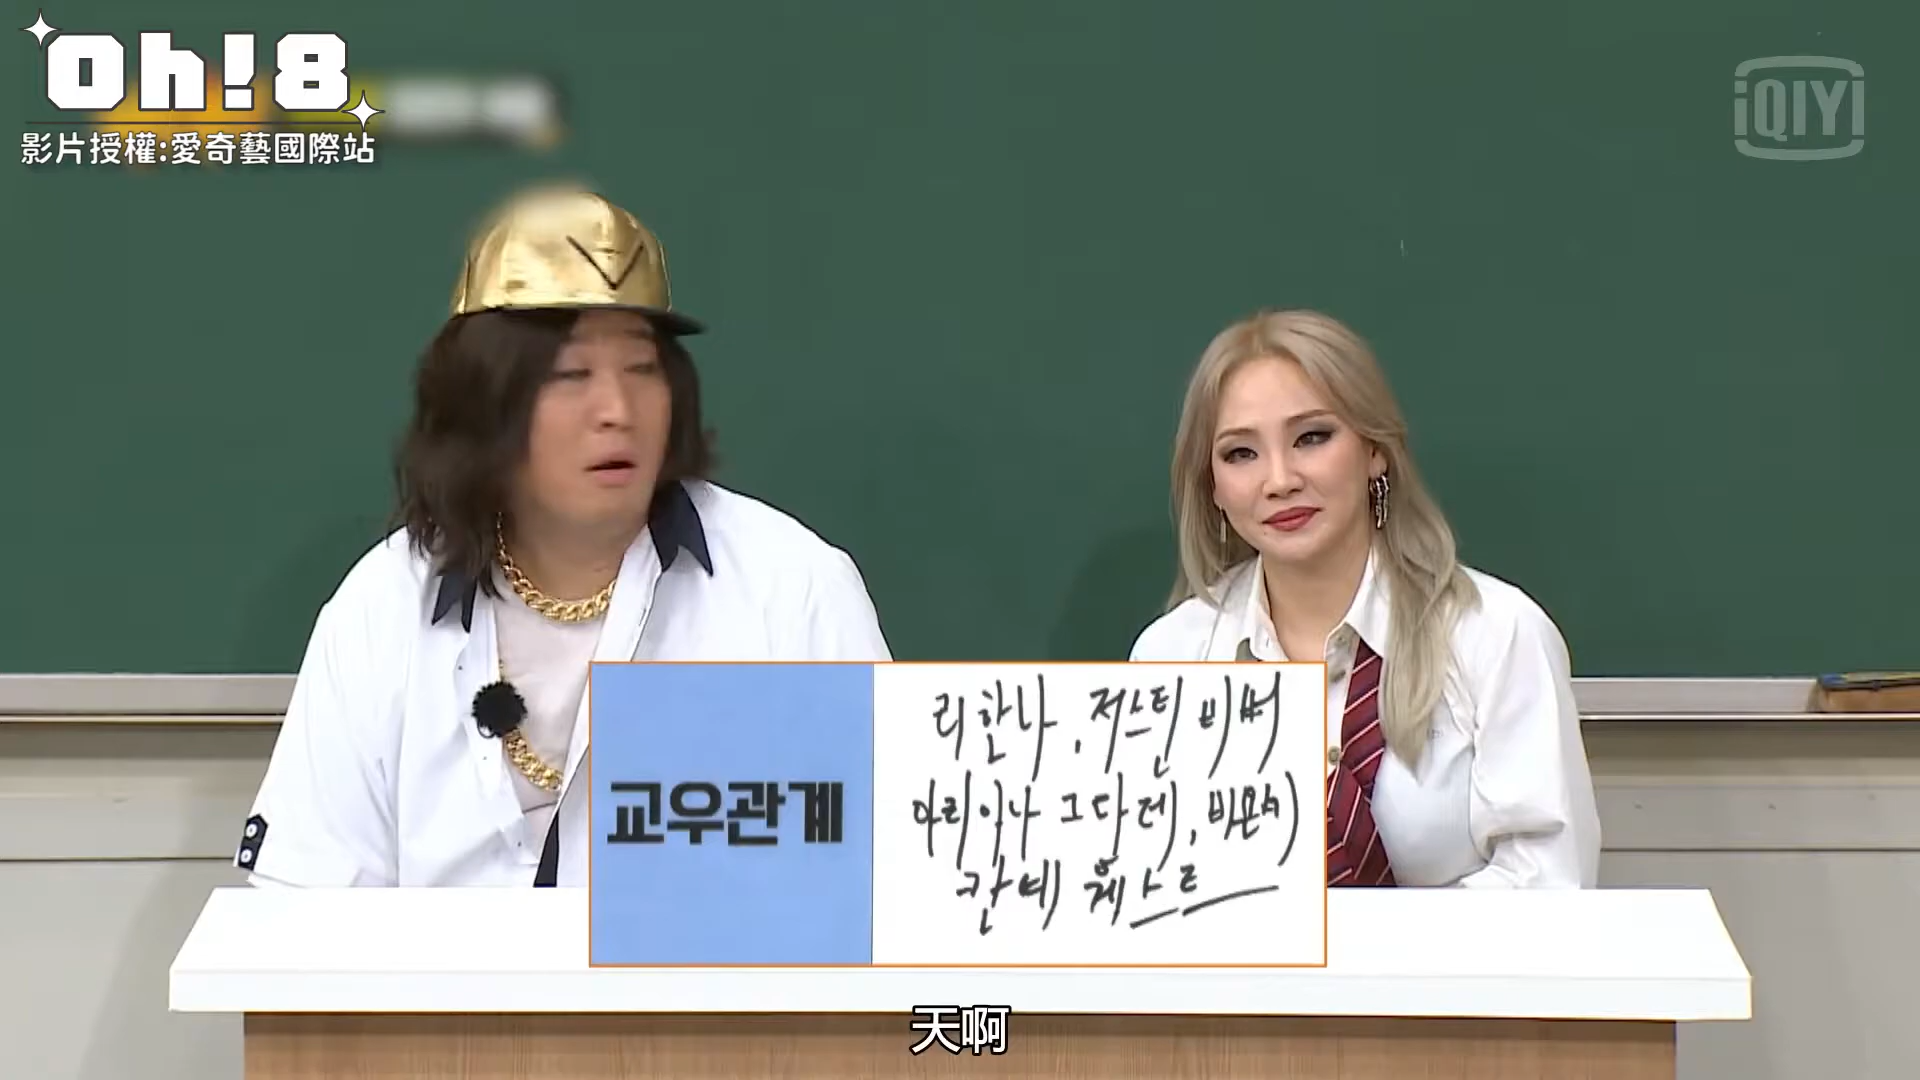 Oh!8
影片授權:愛奇藝國際站
iQIYI
교우관계
리한나, 저스틴 비버
아리아나 그란데, 비욘세
칸예 웨스트
天啊